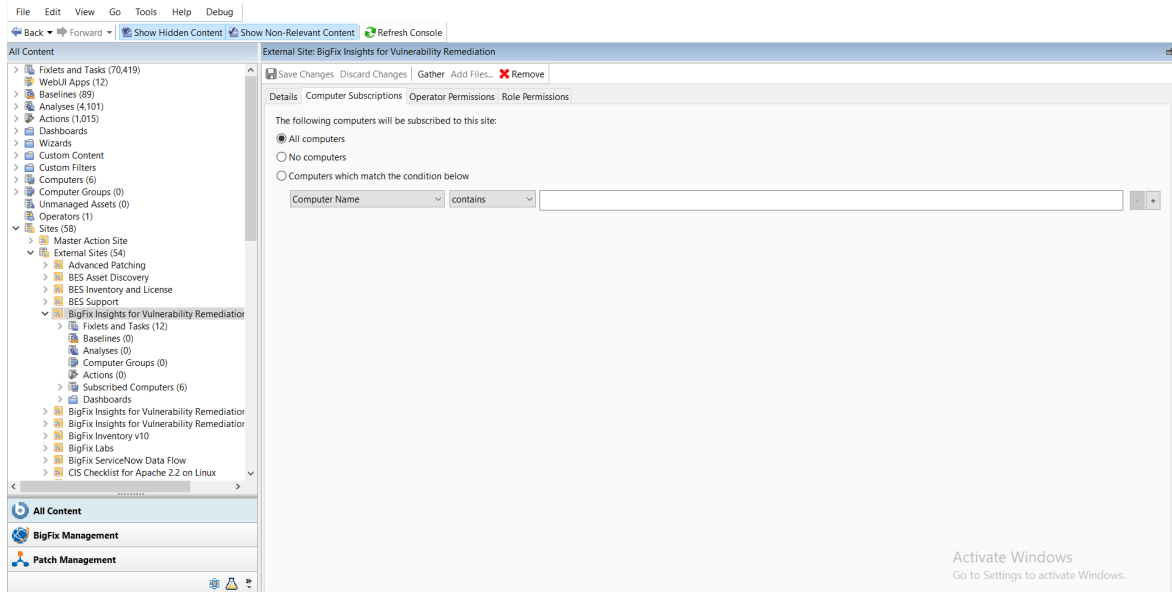 File Edit View Go Tools Help Debug
Back Forward Show Hidden Content Show Non-Relevant Content Refresh Console
All Content
Fixlets and Tasks (70,419)
WebUI Apps (12)
Baselines (89)
Analyses (4,101)
Actions (1,015)
Dashboards
Wizards
Custom Content
Custom Filters
Computers (6)
Computer Groups (0)
Unmanaged Assets (0)
Operators (1)
Sites (58)
Master Action Site
External Sites (54)
Advanced Patching
BES Asset Discovery
BES Inventory and License
BES Support
BigFix Insights for Vulnerability Remediation
Fixlets and Tasks (12)
Baselines (0)
Analyses (0)
Computer Groups (0)
Actions (0)
Subscribed Computers (6)
Dashboards
BigFix Insights for Vulnerability Remediation
BigFix Insights for Vulnerability Remediation
BigFix Inventory v10
BigFix Labs
BigFix ServiceNow Data Flow
CIS Checklist for Apache 2.2 on Linux
All Content
BigFix Management
Patch Management
External Site: BigFix Insights for Vulnerability Remediation
Save Changes Discard Changes Gather Add Files... Remove
Details Computer Subscriptions Operator Permissions Role Permissions
The following computers will be subscribed to this site:
All computers
No computers
Computers which match the condition below
Computer Name contains - +
Activate Windows
Go to Settings to activate Windows.